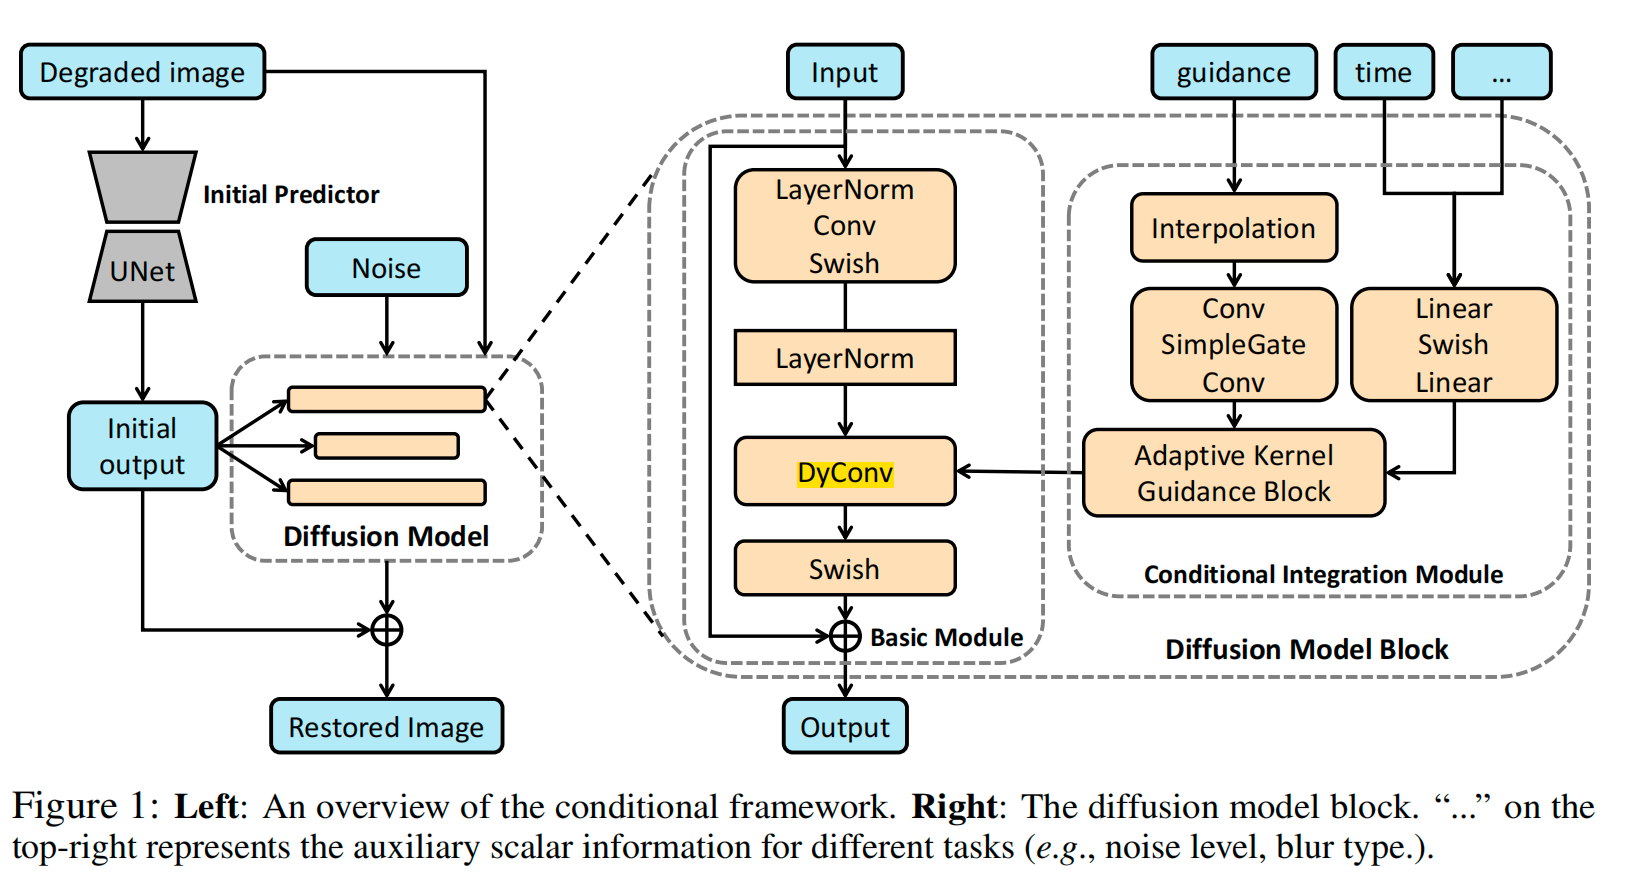 Degraded image
Initial Predictor
UNet
Noise
Initial
output
Diffusion Model
Restored Image
Input
LayerNorm
Conv
Swish
LayerNorm
DyConv
Swish
Basic Module
Output
guidance
time
...
Interpolation
Conv
SimpleGate
Conv
Linear
Swish
Linear
Adaptive Kernel
Guidance Block
Conditional Integration Module
Diffusion Model Block
Figure 1: Left: An overview of the conditional framework. Right: The diffusion model block. “...” on the
top-right represents the auxiliary scalar information for different tasks (e.g., noise level, blur type.).